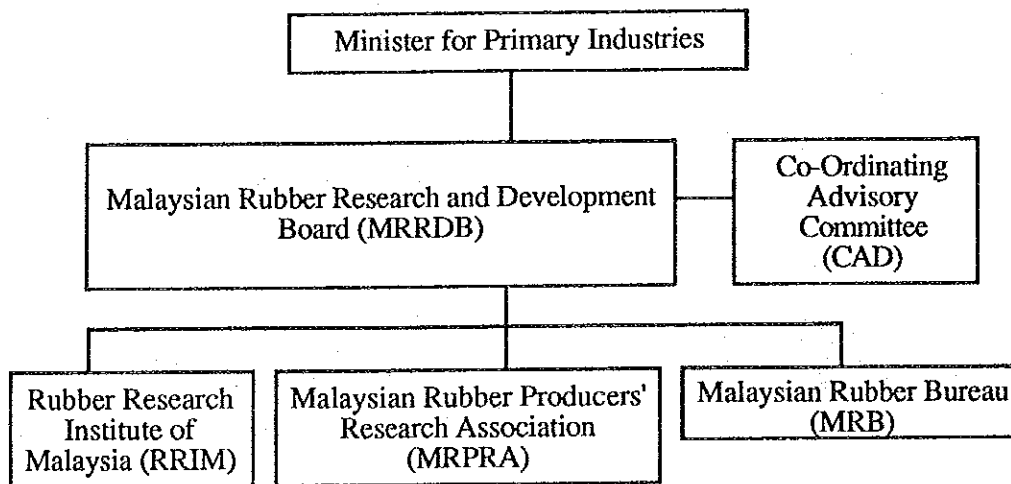 Minister for Primary Industries
Malaysian Rubber Research and Development
Board (MRRDB)
Co-Ordinating
Advisory
Committee
(CAD)
Rubber Research
Institute of
Malaysia (RRIM)
Malaysian Rubber Producers'
Research Association
(MRPRA)
Malaysian Rubber Bureau
(MRB)